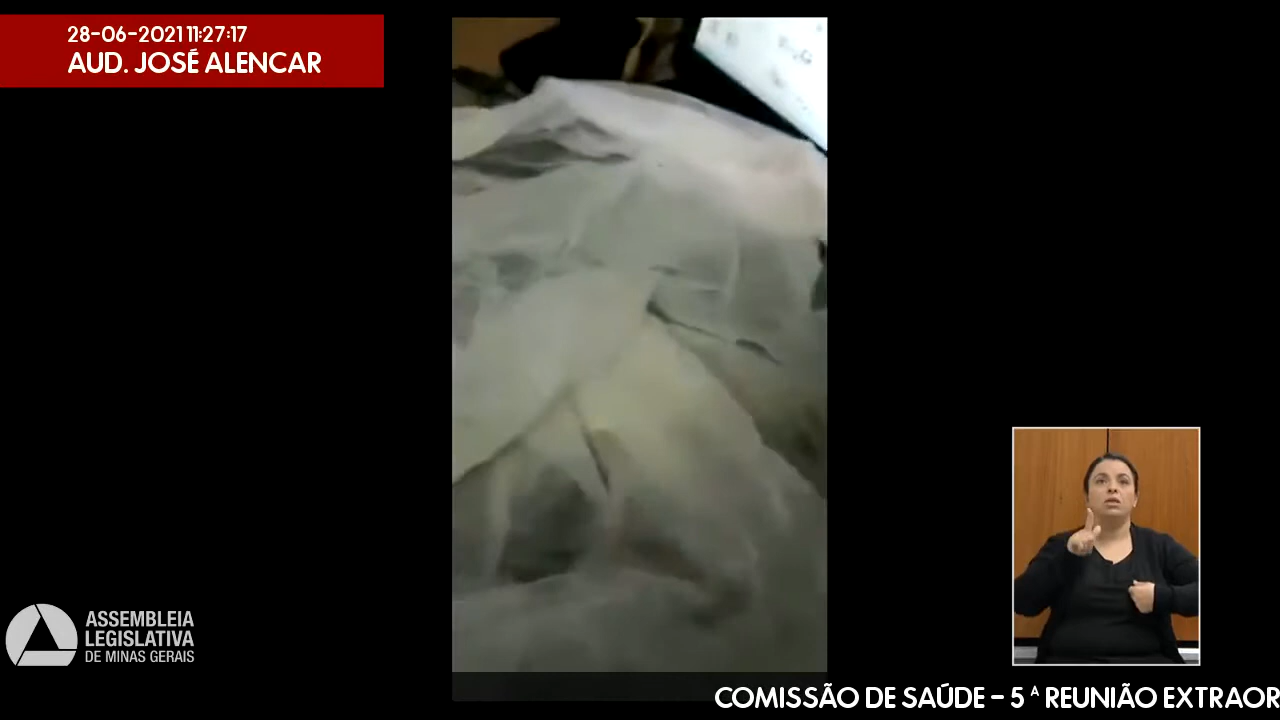 28-06-2021 11:27:17
AUD. JOSÉ ALENCAR
ASSEMBLEIA
LEGISLATIVA
DE MINAS GERAIS
COMISSÃO DE SAÚDE - 5 ª REUNIÃO EXTRAOR